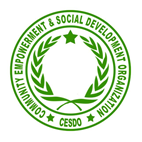 COMMUNITY EMPOWERMENT & SOCIAL DEVELOPMENT ORGANIZATION
CESDO